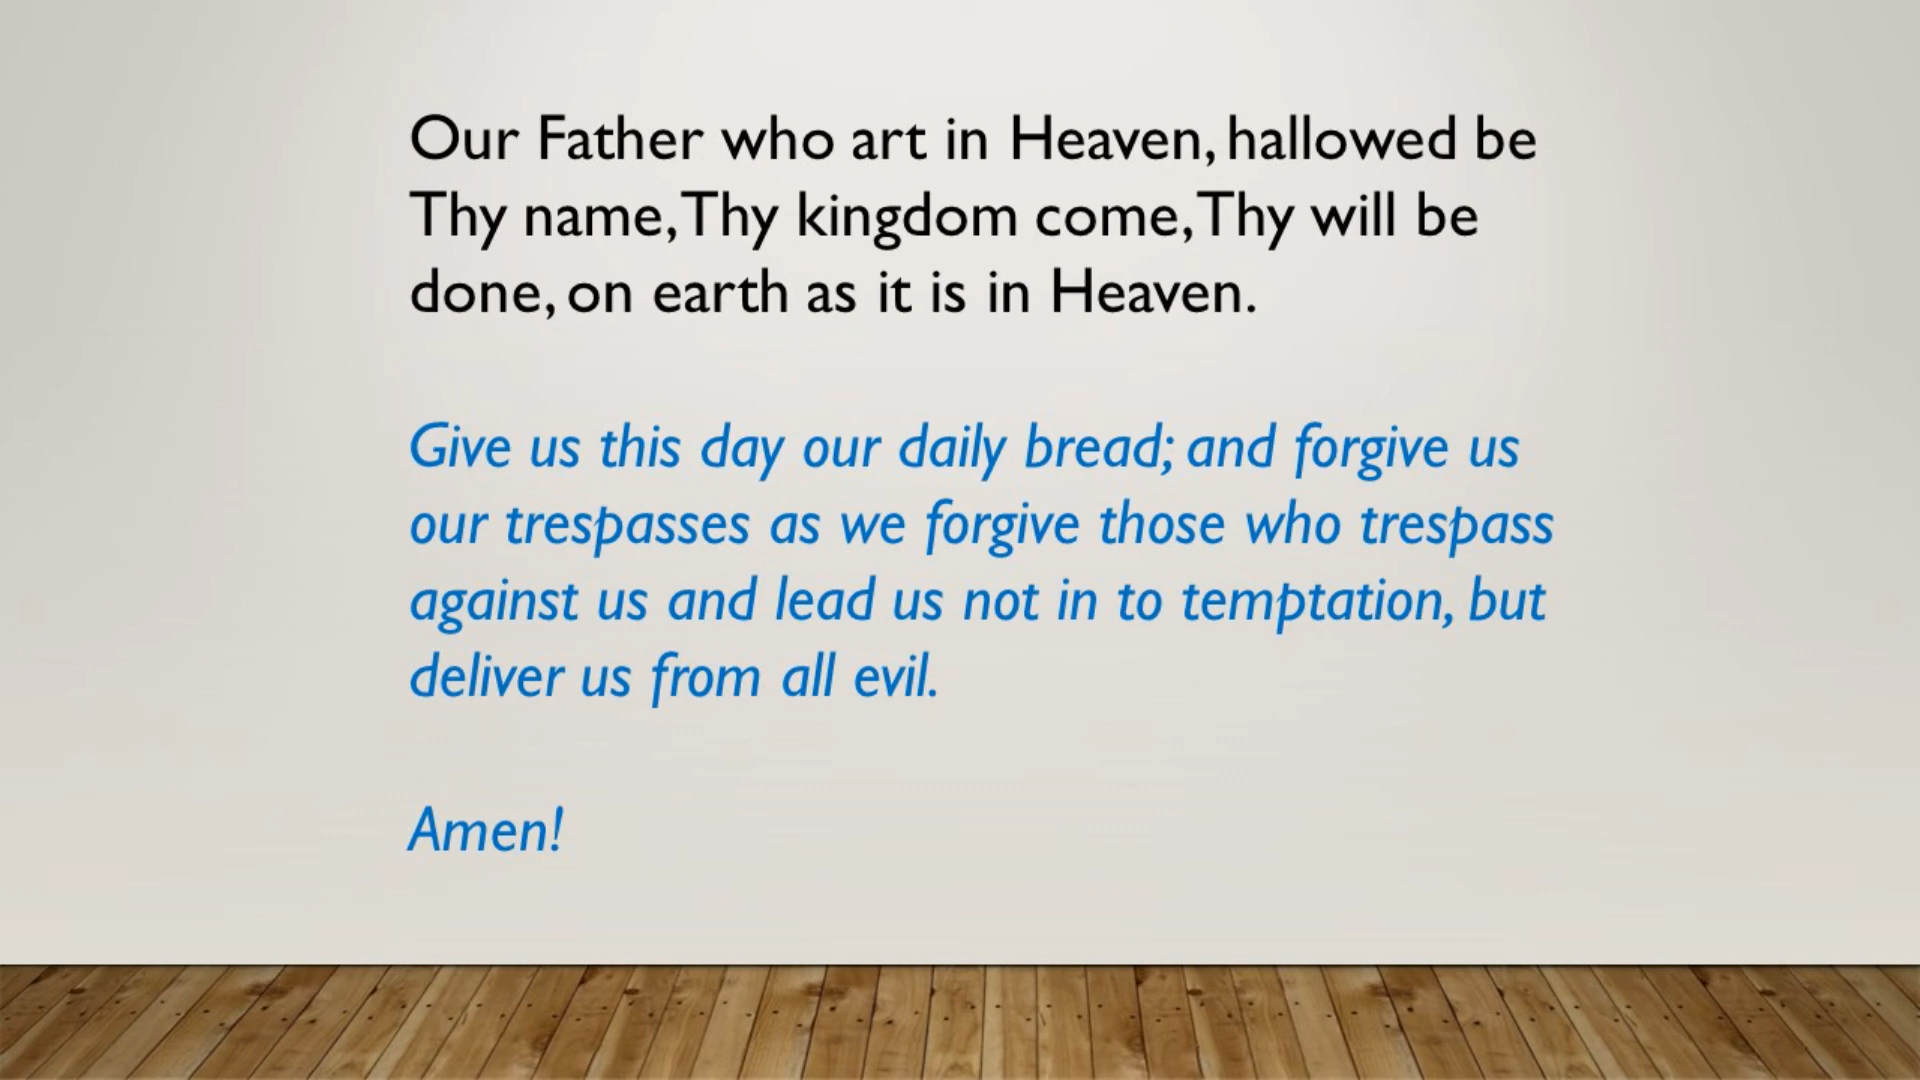 Our Father who art in Heaven, hallowed be
Thy name, Thy kingdom come, Thy will be
done, on earth as it is in Heaven.
Give us this day our daily bread; and forgive us
our trespasses as we forgive those who trespass
against us and lead us not in to temptation, but
deliver us from all evil.
Amen!